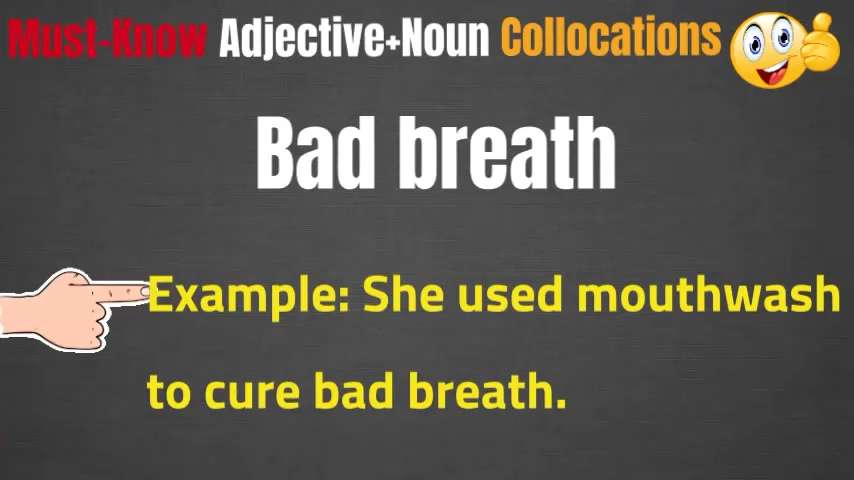 Must-Know Adjective+Noun Collocations
Bad breath
Example: She used mouthwash
to cure bad breath.